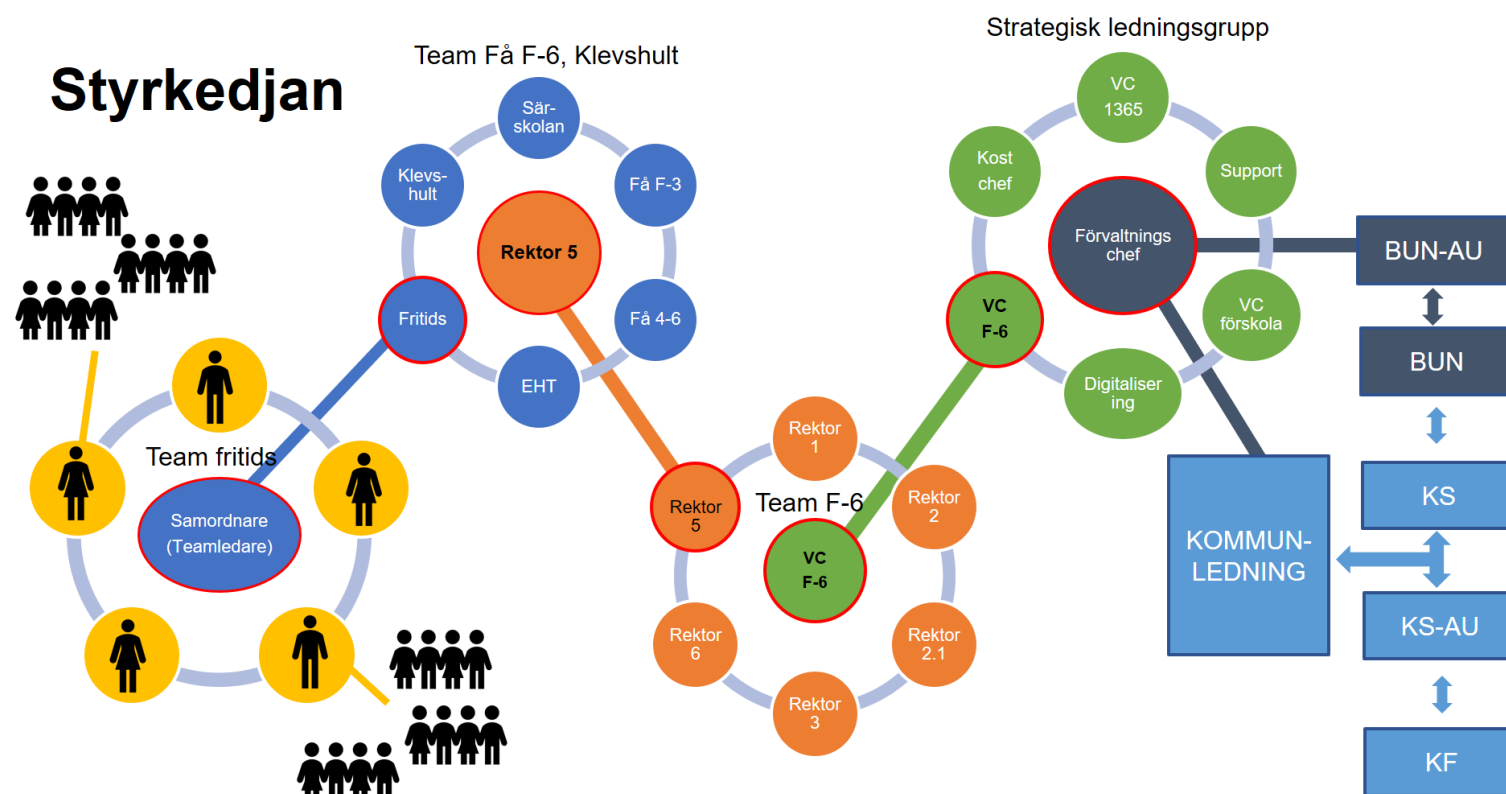 Styrkedjan
Team Få F-6, Klevshult
Sär-
skolan
Klevs-
hult
Få F-3
Rektor 5
Fritids
Få 4-6
EHT
Team fritids
Samordnare
(Teamledare)
Team F-6
Rektor
1
Rektor
2
Rektor
5
VC
F-6
Rektor
6
Rektor
2.1
Rektor
3
Strategisk ledningsgrupp
VC
1365
Kost
chef
Support
Förvaltnings
chef
VC
F-6
VC
förskola
Digitaliser
ing
BUN-AU
BUN
KOMMUN-
LEDNING
KS
KS-AU
KF